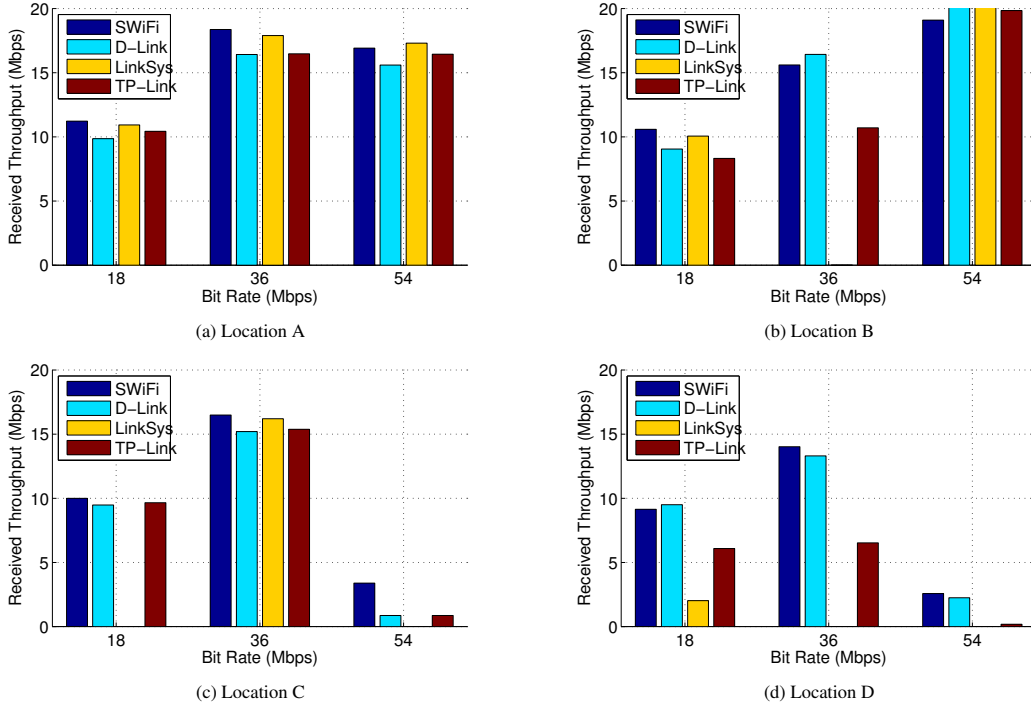 Received Throughput (Mbps)
20
15
10
5
0
SWiFi
D-Link
LinkSys
TP-Link
18 36 54
Bit Rate (Mbps)
(a) Location A
Received Throughput (Mbps)
20
15
10
5
0
SWiFi
D-Link
LinkSys
TP-Link
18 36 54
Bit Rate (Mbps)
(b) Location B
Received Throughput (Mbps)
20
15
10
5
0
SWiFi
D-Link
LinkSys
TP-Link
18 36 54
Bit Rate (Mbps)
(c) Location C
Received Throughput (Mbps)
20
15
10
5
0
SWiFi
D-Link
LinkSys
TP-Link
18 36 54
Bit Rate (Mbps)
(d) Location D